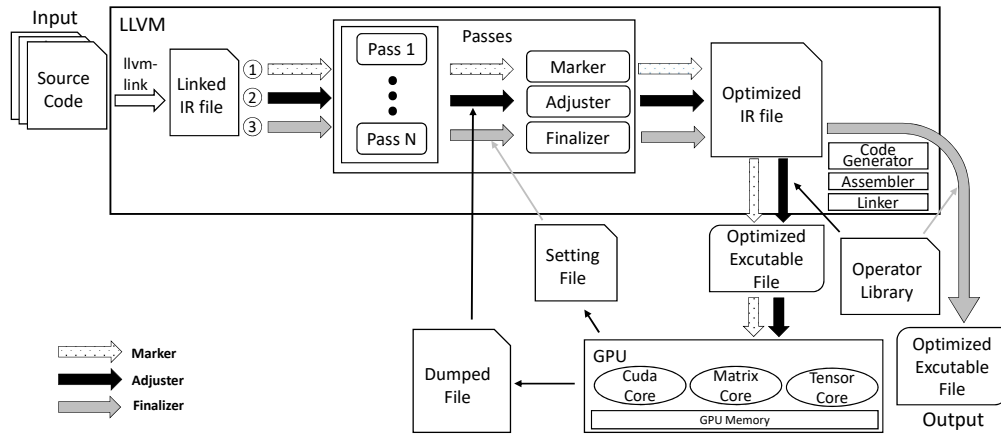 Input
LLVM
Source
Code
llvm-
link
Linked
IR file
1
2
3
Pass 1
Pass N
Passes
Marker
Adjuster
Finalizer
Optimized
IR file
Code
Generator
Assembler
Linker
Setting
File
Optimized
Excutable
File
Operator
Library
Marker
Adjuster
Finalizer
Dumped
File
GPU
Cuda
Core
Matrix
Core
Tensor
Core
GPU Memory
Optimized
Excutable
File
Output